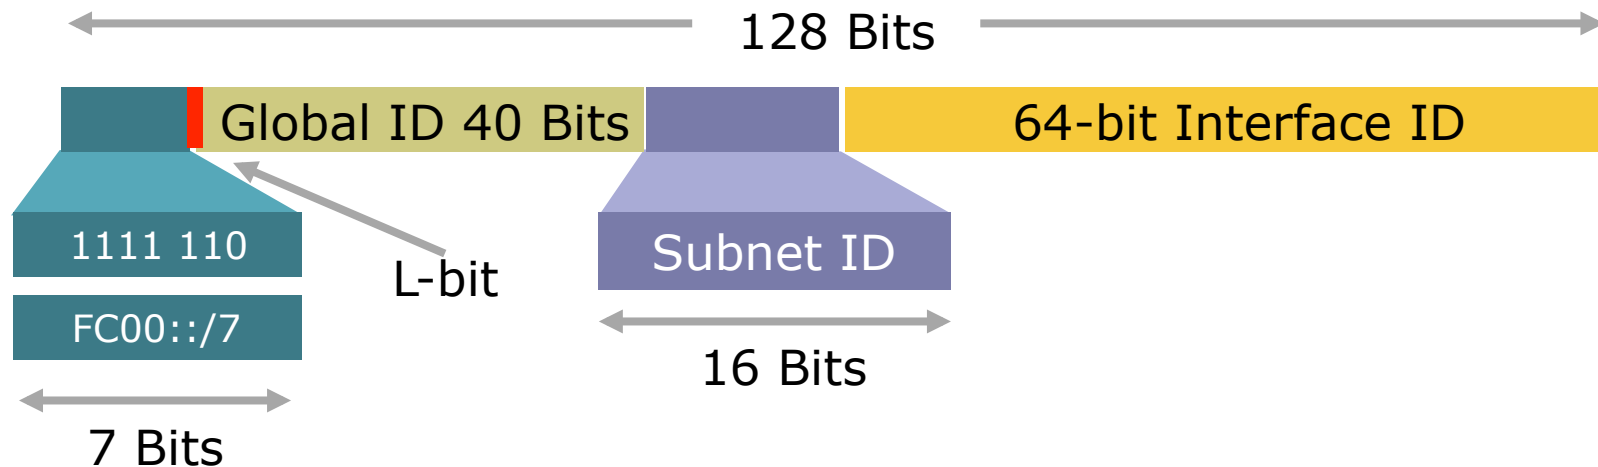 128 Bits
Global ID 40 Bits
64-bit Interface ID
1111 110
L-bit
Subnet ID
FC00::/7
16 Bits
7 Bits